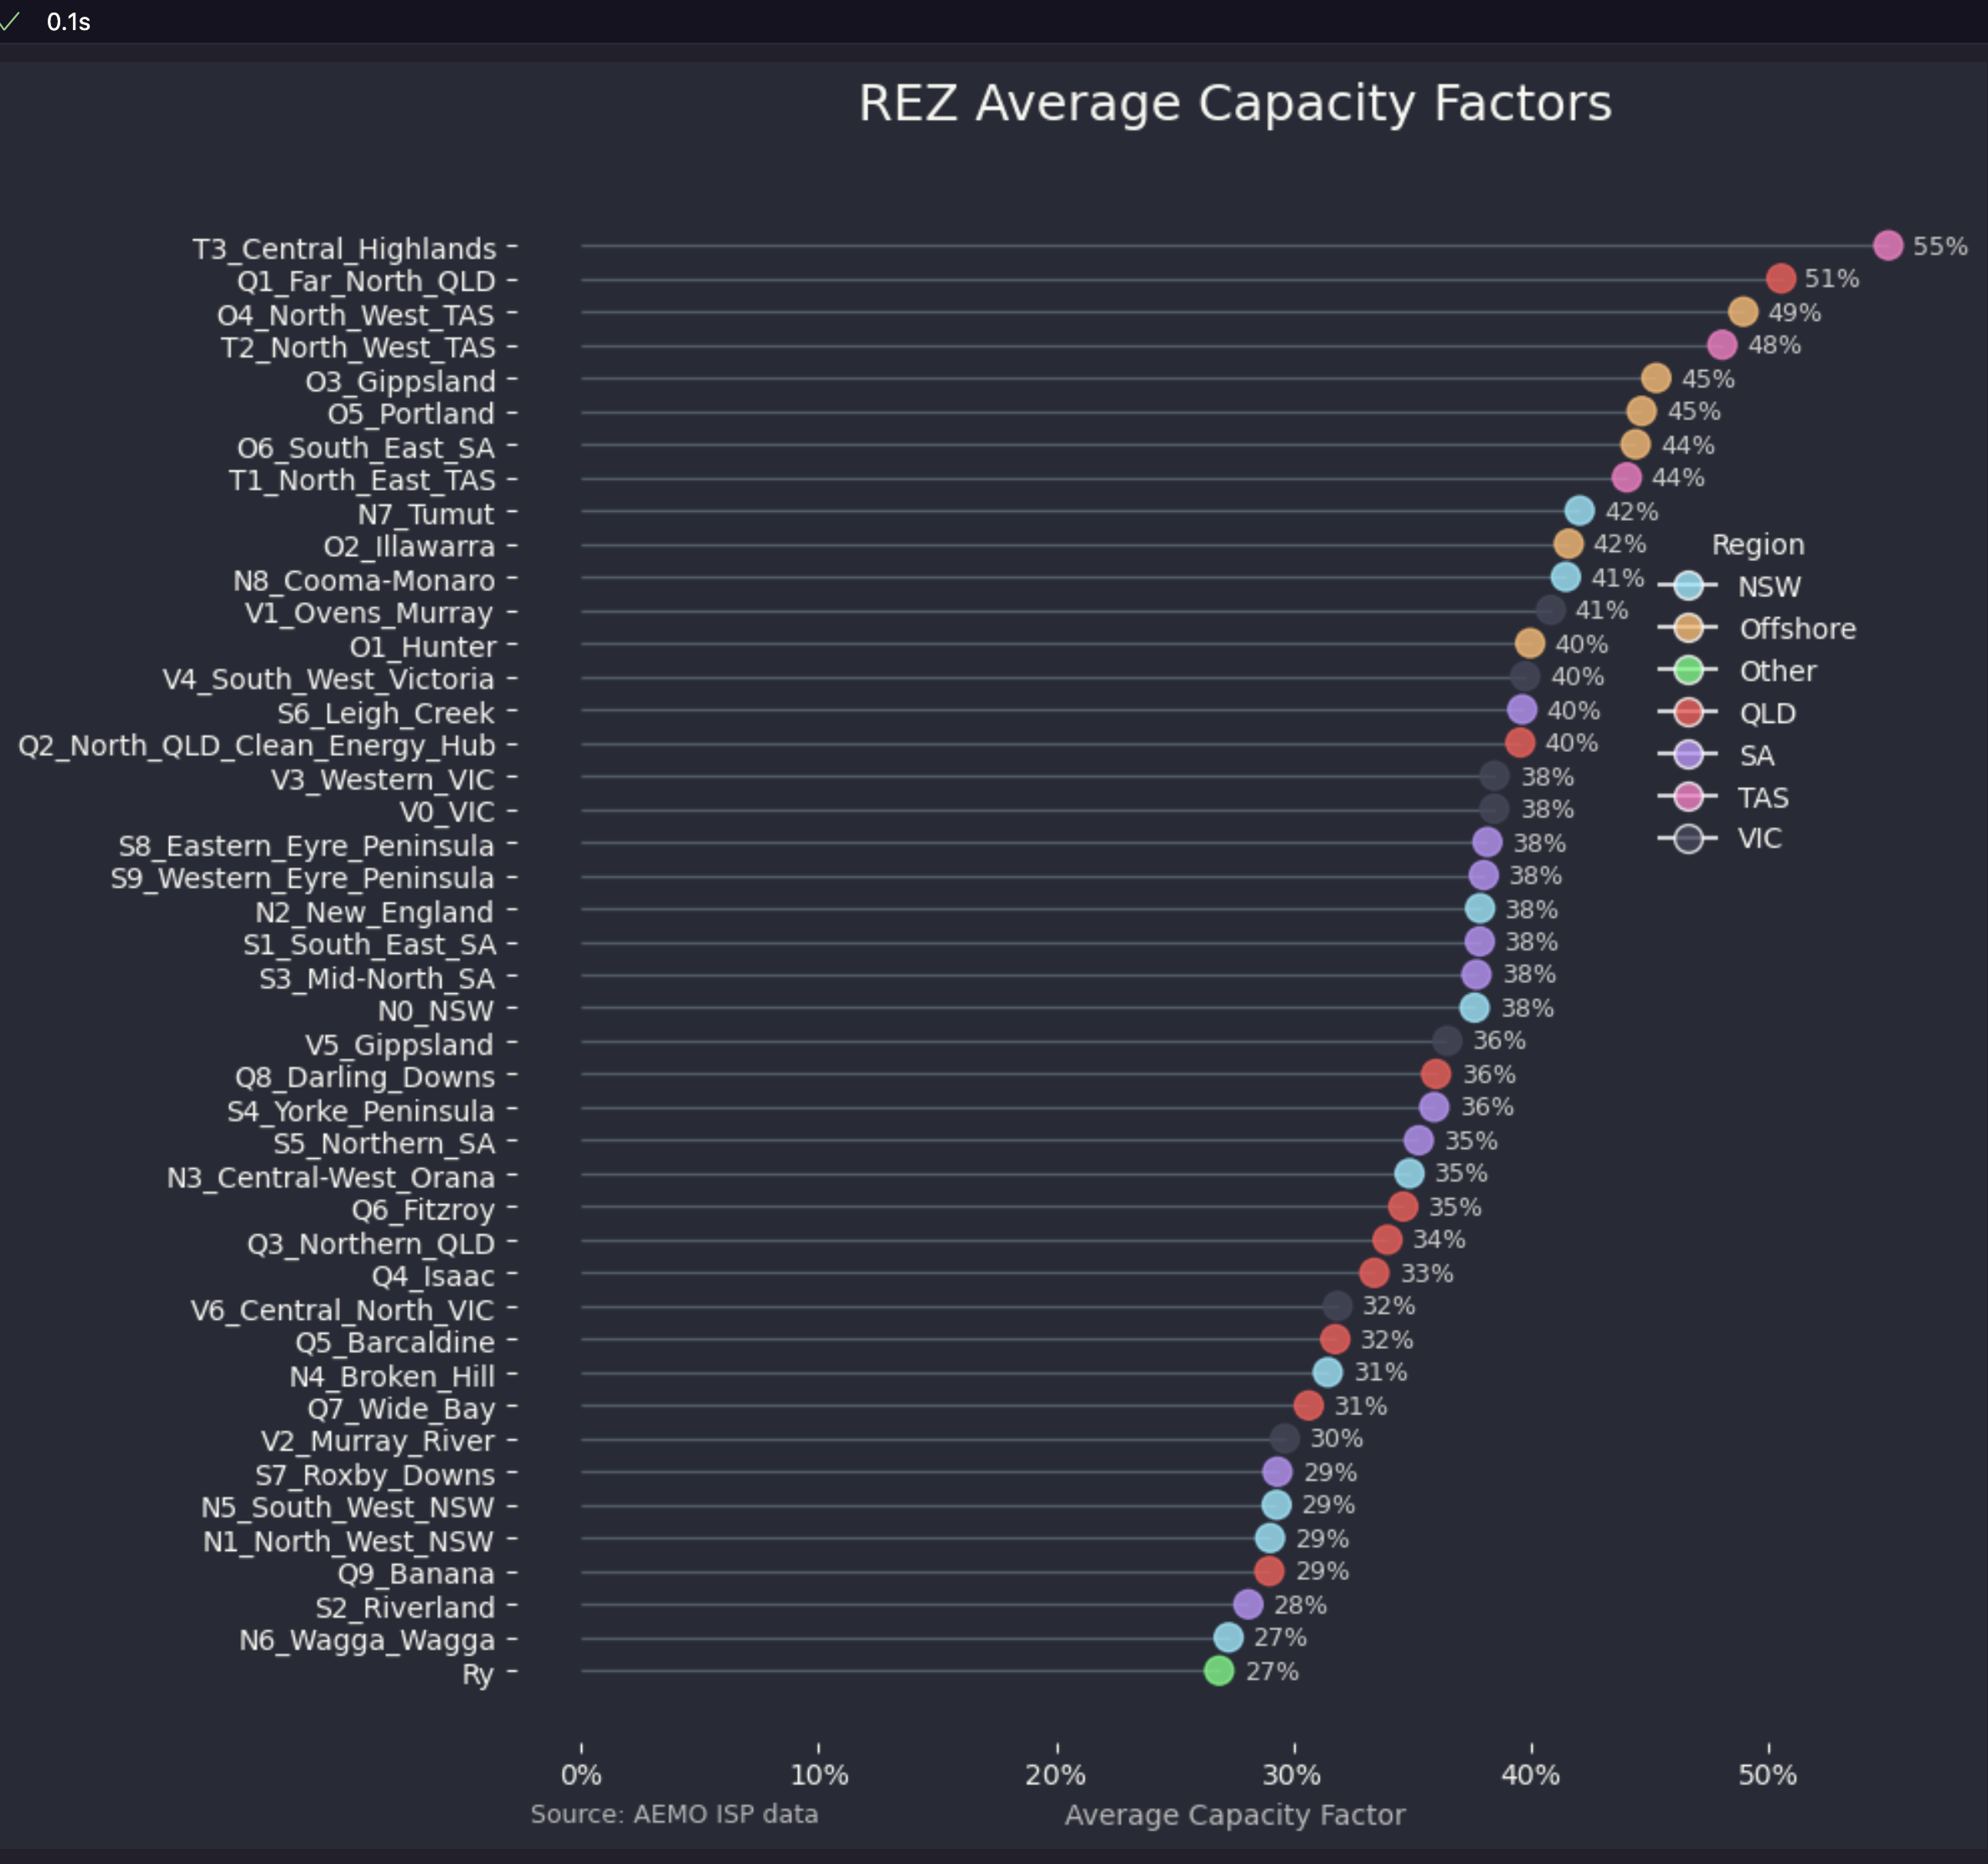 0.1s
REZ Average Capacity Factors
T3_Central_Highlands 55%
Q1_Far_North_QLD 51%
O4_North_West_TAS 49%
T2_North_West_TAS 48%
O3_Gippsland 45%
O5_Portland 45%
O6_South_East_SA 44%
T1_North_East_TAS 44%
N7_Tumut 42%
O2_Illawarra 42%
N8_Cooma-Monaro 41%
V1_Ovens_Murray 41%
O1_Hunter 40%
V4_South_West_Victoria 40%
S6_Leigh_Creek 40%
Q2_North_QLD_Clean_Energy_Hub 40%
V3_Western_VIC 38%
V0_VIC 38%
S8_Eastern_Eyre_Peninsula 38%
S9_Western_Eyre_Peninsula 38%
N2_New_England 38%
S1_South_East_SA 38%
S3_Mid-North_SA 38%
N0_NSW 38%
V5_Gippsland 36%
Q8_Darling_Downs 36%
S4_Yorke_Peninsula 36%
S5_Northern_SA 35%
N3_Central-West_Orana 35%
Q6_Fitzroy 35%
Q3_Northern_QLD 34%
Q4_Isaac 33%
V6_Central_North_VIC 32%
Q5_Barcaldine 32%
N4_Broken_Hill 31%
Q7_Wide_Bay 31%
V2_Murray_River 30%
S7_Roxby_Downs 29%
N5_South_West_NSW 29%
N1_North_West_NSW 29%
Q9_Banana 29%
S2_Riverland 28%
N6_Wagga_Wagga 27%
Ry 27%
Region
NSW
Offshore
Other
QLD
SA
TAS
VIC
0% 10% 20% 30% 40% 50%
Source: AEMO ISP data
Average Capacity Factor